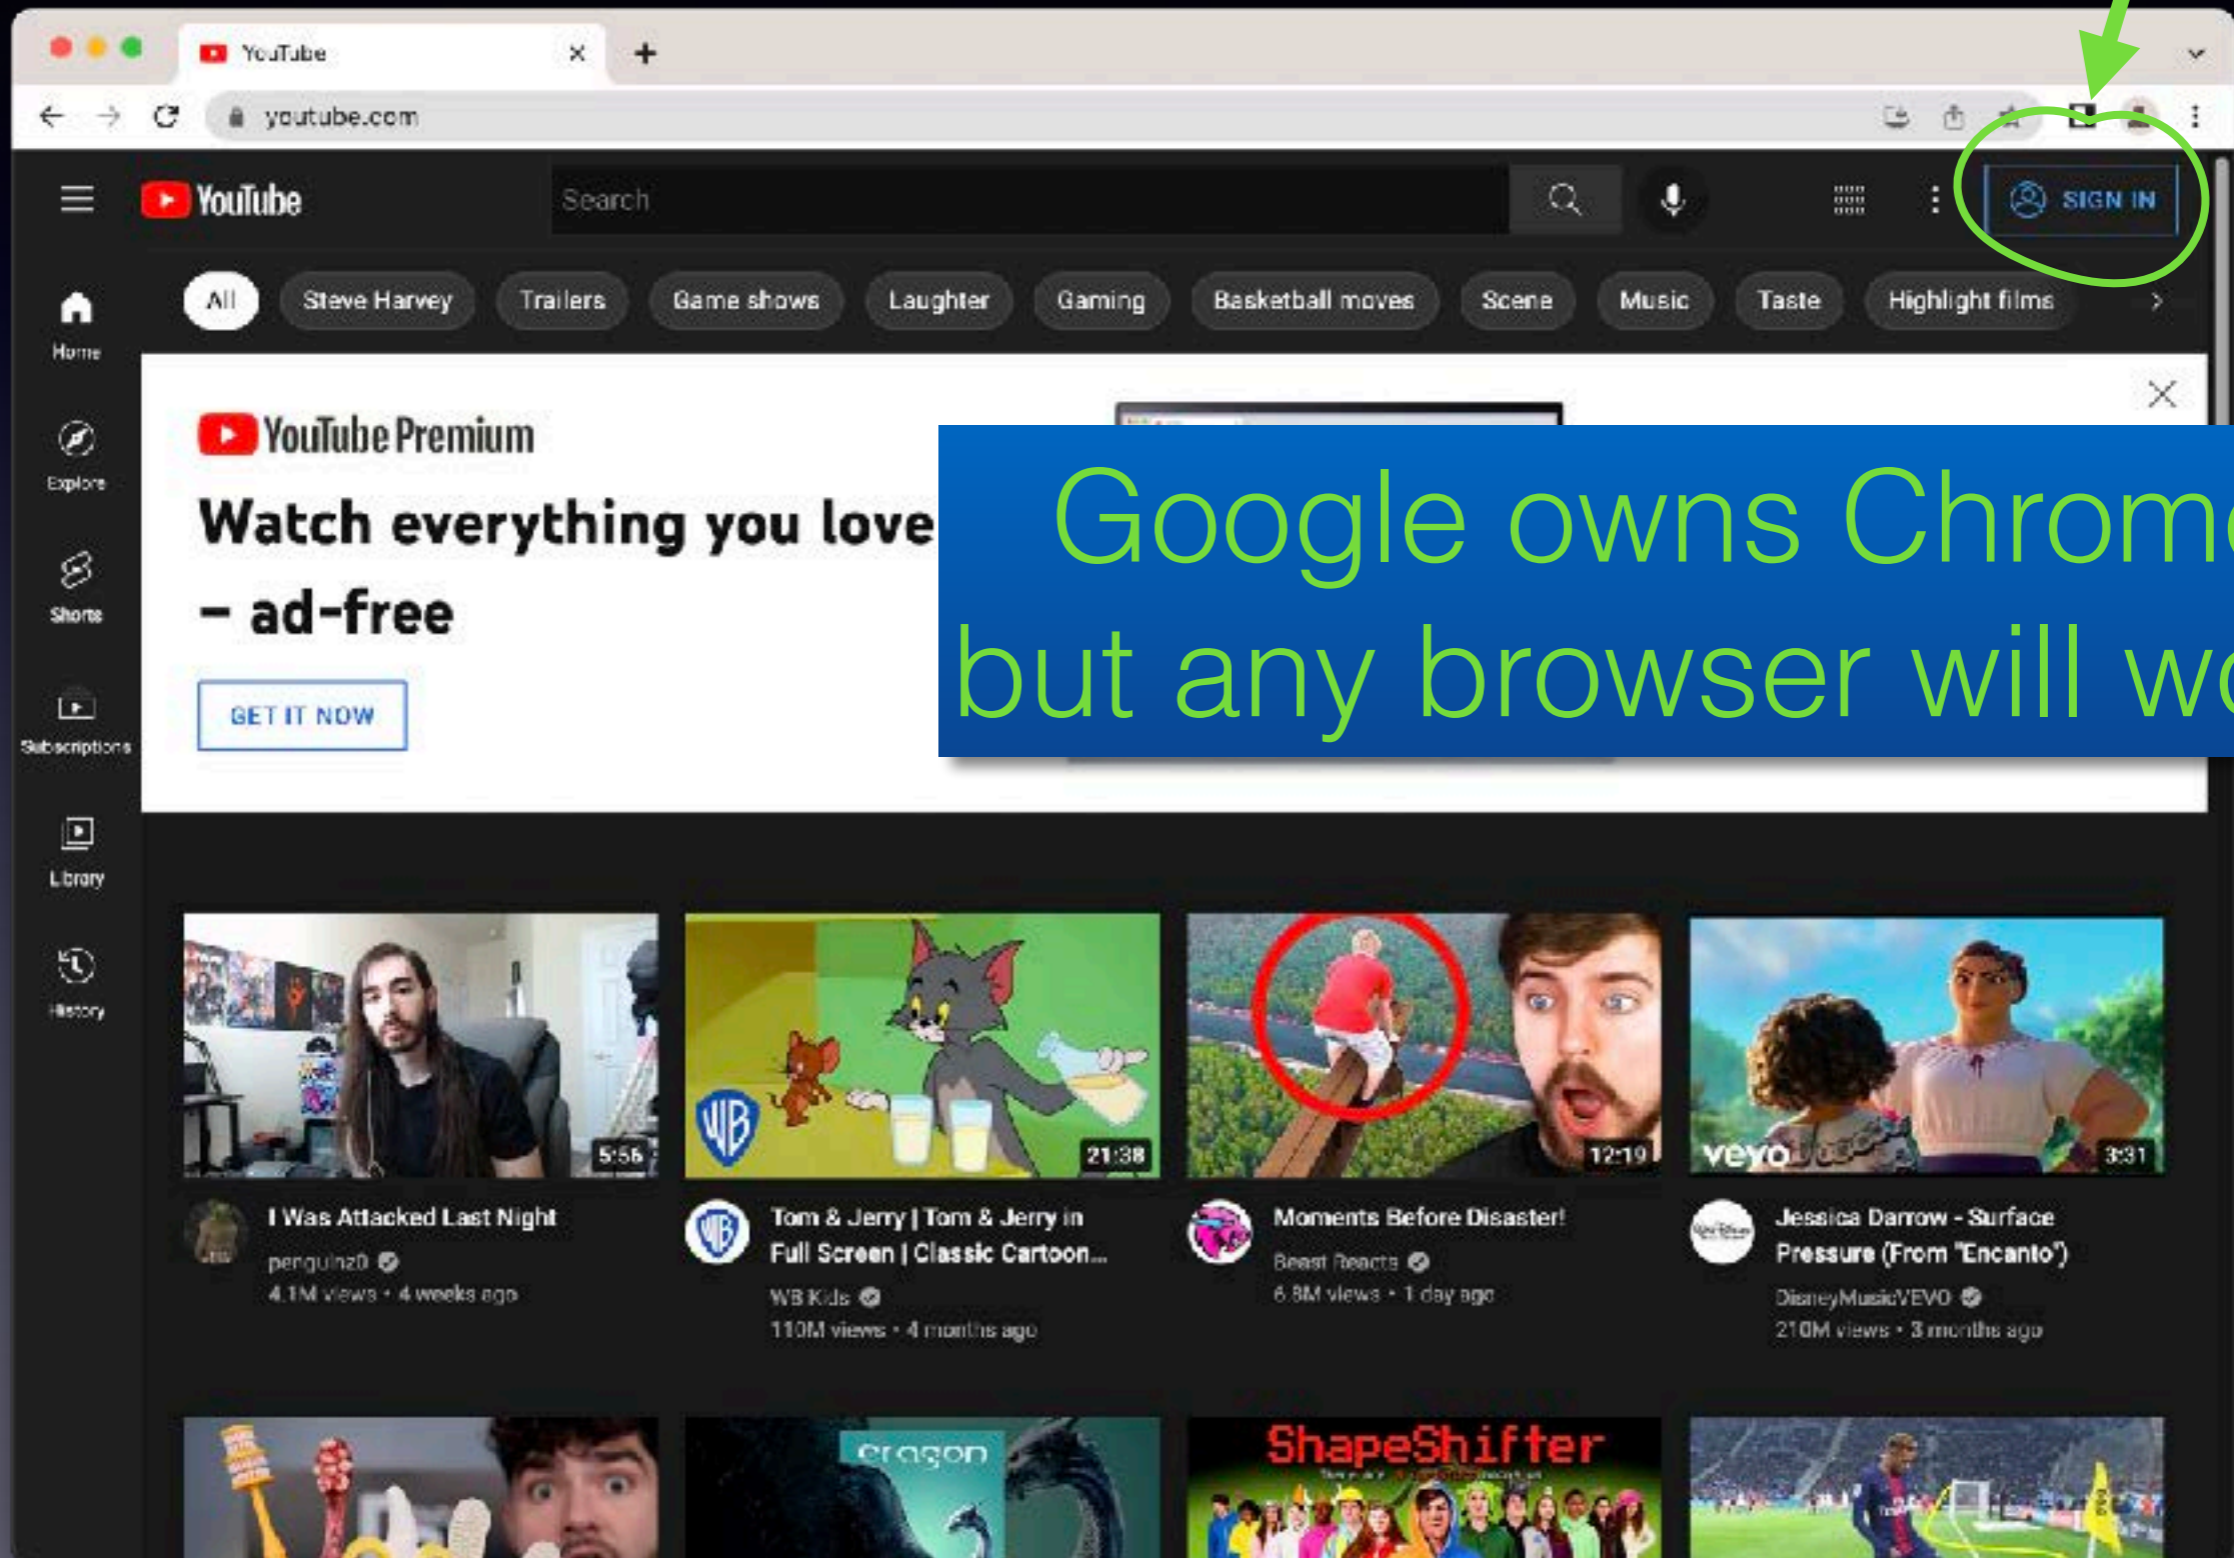 YouTube
youtube.com
YouTube
Search
SIGN IN
All
Steve Harvey
Trailers
Game shows
Laughter
Gaming
Basketball moves
Scene
Music
Taste
Highlight films
Home
Explore
Shorts
Subscriptions
Library
History
YouTube Premium
Watch everything you love
– ad-free
GET IT NOW
Google owns Chrome
but any browser will wo
5:56
WB
21:38
12:19
vevo
3:31
I Was Attacked Last Night
penguinz0
4.1M views • 4 weeks ago
WB
Tom & Jerry | Tom & Jerry in
Full Screen | Classic Cartoon...
WB Kids
110M views • 4 months ago
Moments Before Disaster!
Beast Reacts
6.8M views • 1 day ago
Jessica Darrow - Surface
Pressure (From "Encanto")
DisneyMusicVEVO
210M views • 3 months ago
eragon
ShapeShifter